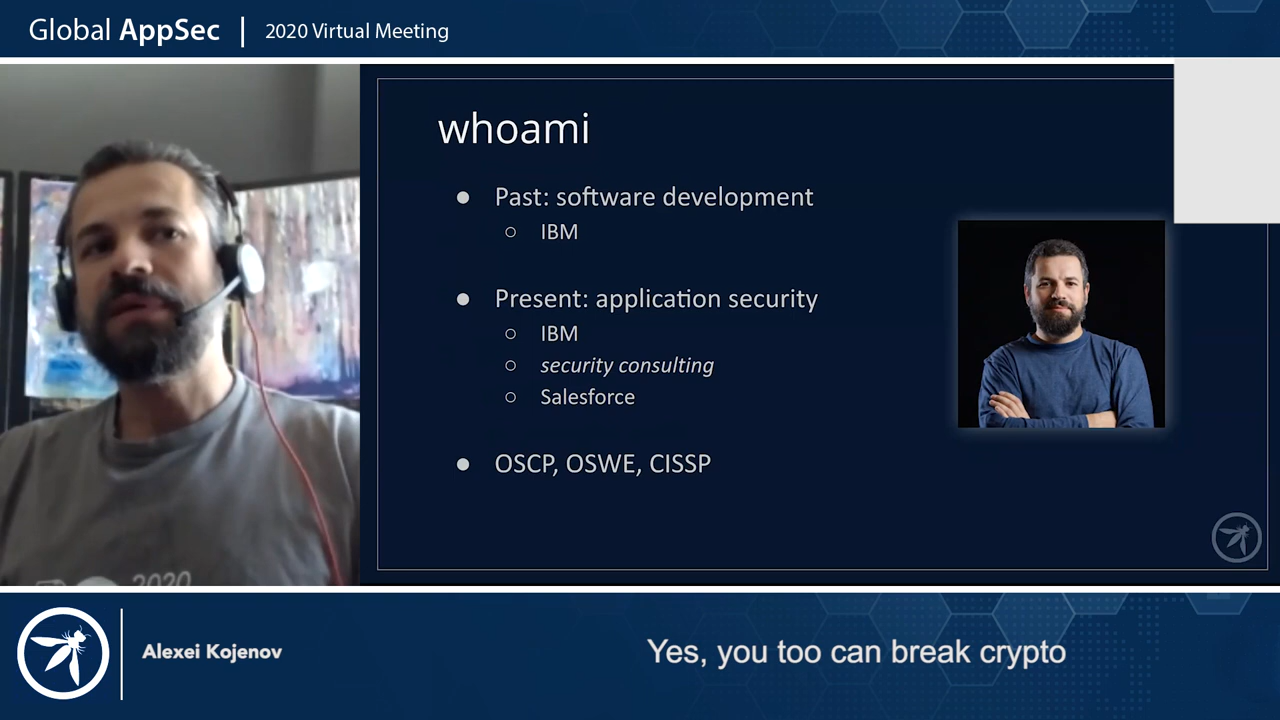 Global AppSec | 2020 Virtual Meeting
whoami
● Past: software development
○ IBM
● Present: application security
○ IBM
○ security consulting
○ Salesforce
● OSCP, OSWE, CISSP
2020
Alexei Kojenov
Yes, you too can break crypto